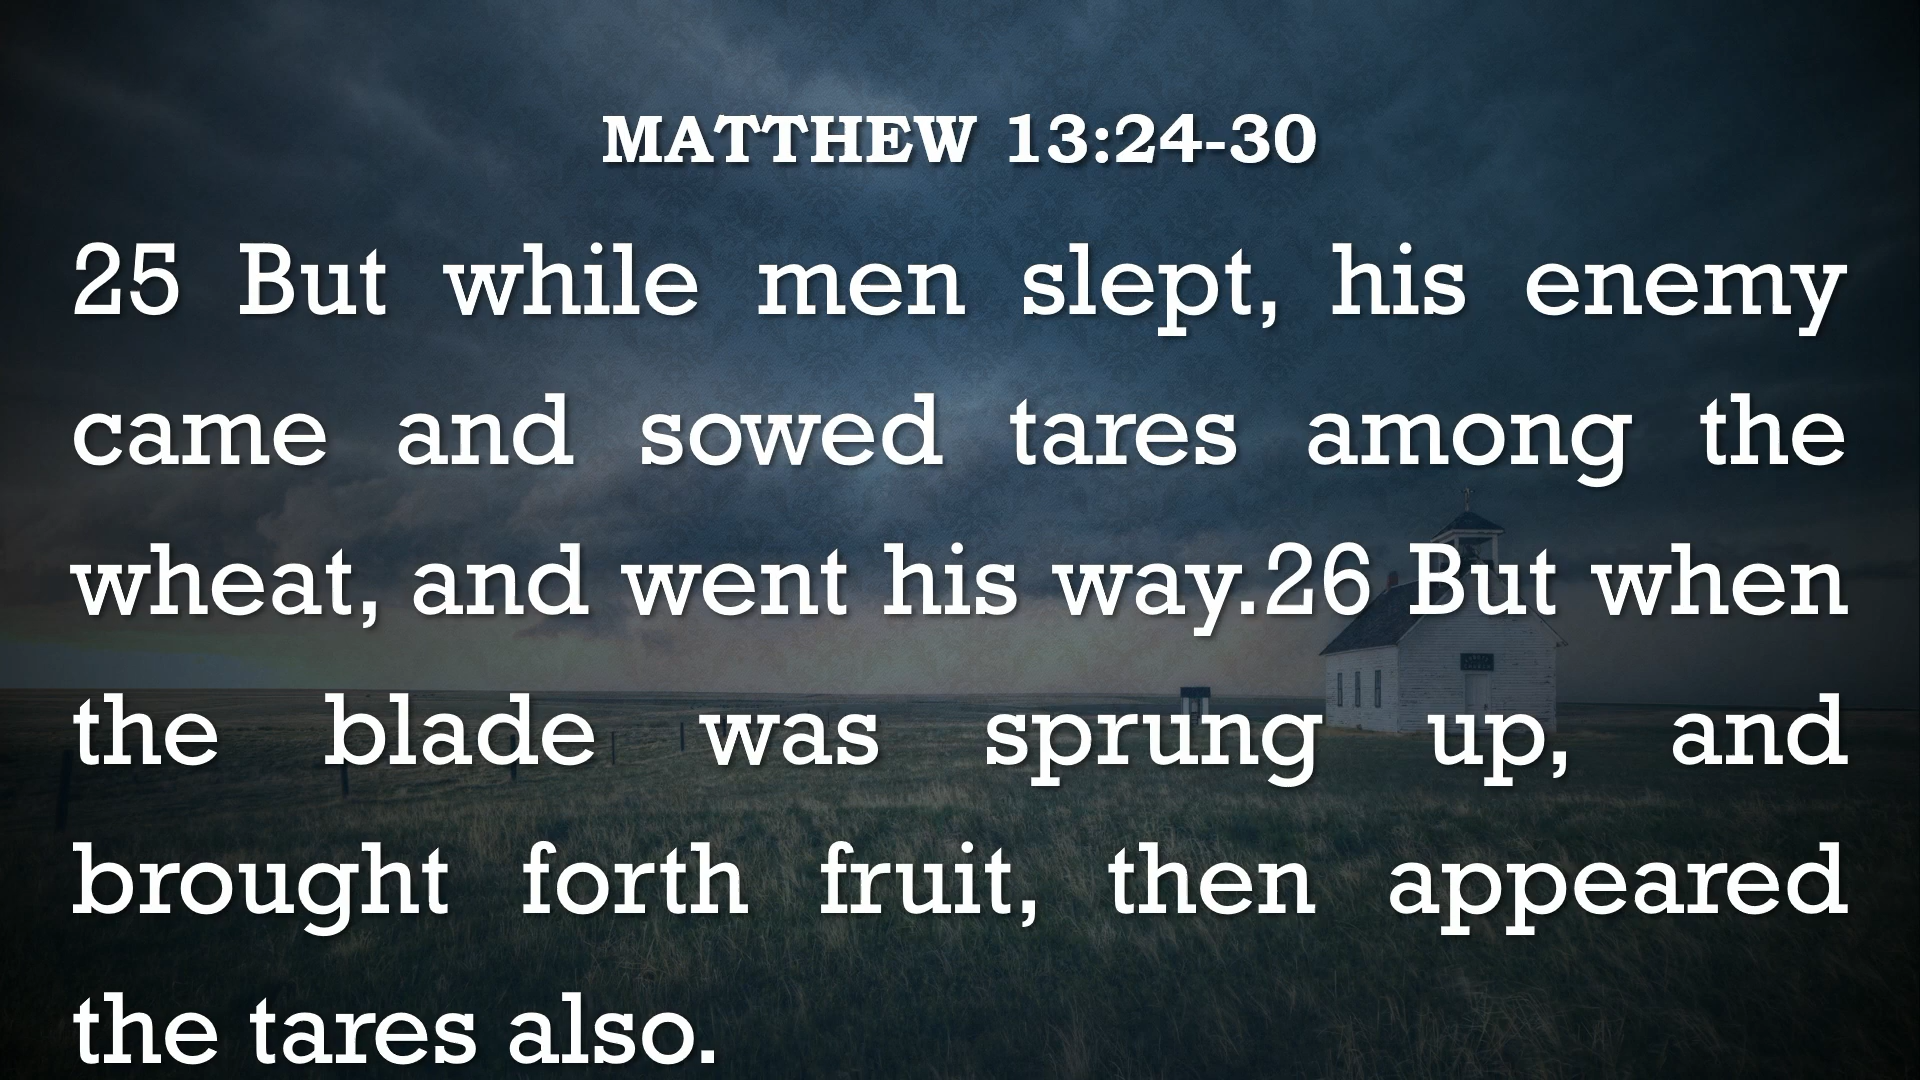 MATTHEW 13:24-30
25 But while men slept, his enemy
came and sowed tares among the
wheat, and went his way.26 But when
the blade was sprung up, and
brought forth fruit, then appeared
the tares also.